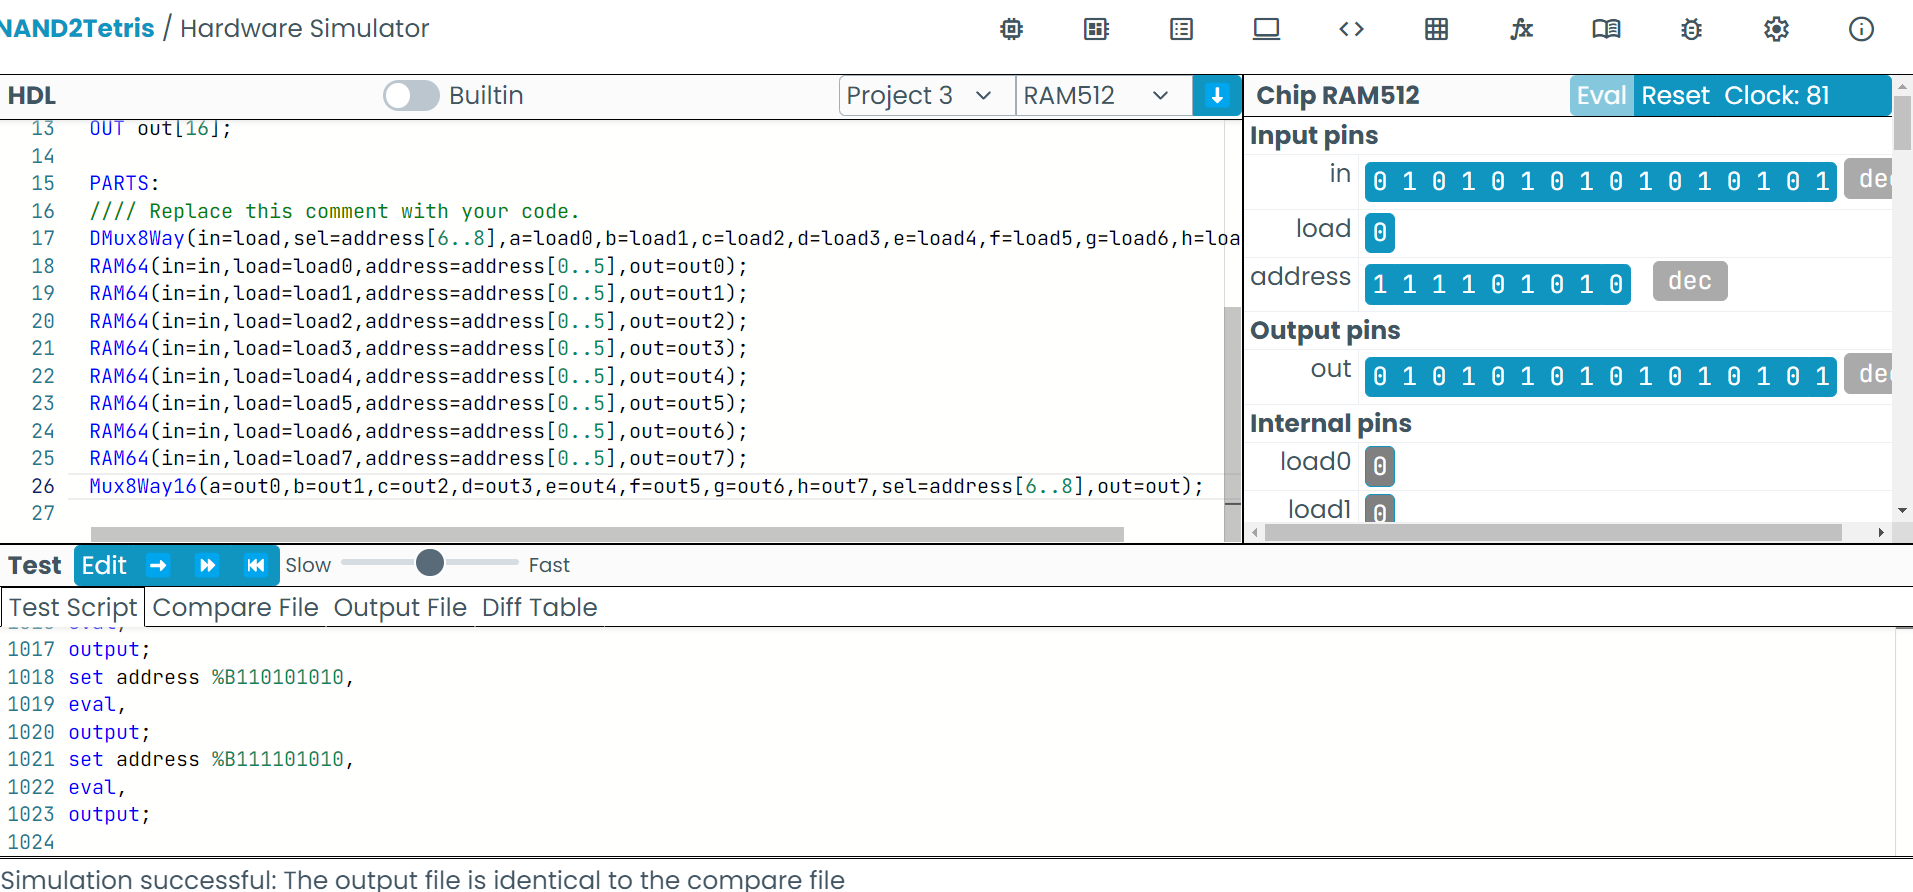 NAND2Tetris / Hardware Simulator
HDL
Builtin
Project 3
RAM512
13 OUT out[16];
14
15 PARTS:
16 //// Replace this comment with your code.
17 DMux8Way(in=load,sel=address[6..8],a=load0,b=load1,c=load2,d=load3,e=load4,f=load5,g=load6,h=loa
18 RAM64(in=in,load=load0,address=address[0..5],out=out0);
19 RAM64(in=in,load=load1,address=address[0..5],out=out1);
20 RAM64(in=in,load=load2,address=address[0..5],out=out2);
21 RAM64(in=in,load=load3,address=address[0..5],out=out3);
22 RAM64(in=in,load=load4,address=address[0..5],out=out4);
23 RAM64(in=in,load=load5,address=address[0..5],out=out5);
24 RAM64(in=in,load=load6,address=address[0..5],out=out6);
25 RAM64(in=in,load=load7,address=address[0..5],out=out7);
26 Mux8Way16(a=out0,b=out1,c=out2,d=out3,e=out4,f=out5,g=out6,h=out7,sel=address[6..8],out=out);
27
Chip RAM512
Eval Reset Clock: 81
Input pins
in 0 1 0 1 0 1 0 1 0 1 0 1 0 1 0 1 dec
load 0
address 1 1 1 1 0 1 0 1 0 dec
Output pins
out 0 1 0 1 0 1 0 1 0 1 0 1 0 1 0 1 dec
Internal pins
load0 0
load1 0
Test Edit Slow Fast
Test Script Compare File Output File Diff Table
1016 eval,
1017 output;
1018 set address %B110101010,
1019 eval,
1020 output;
1021 set address %B111101010,
1022 eval,
1023 output;
1024
Simulation successful: The output file is identical to the compare file